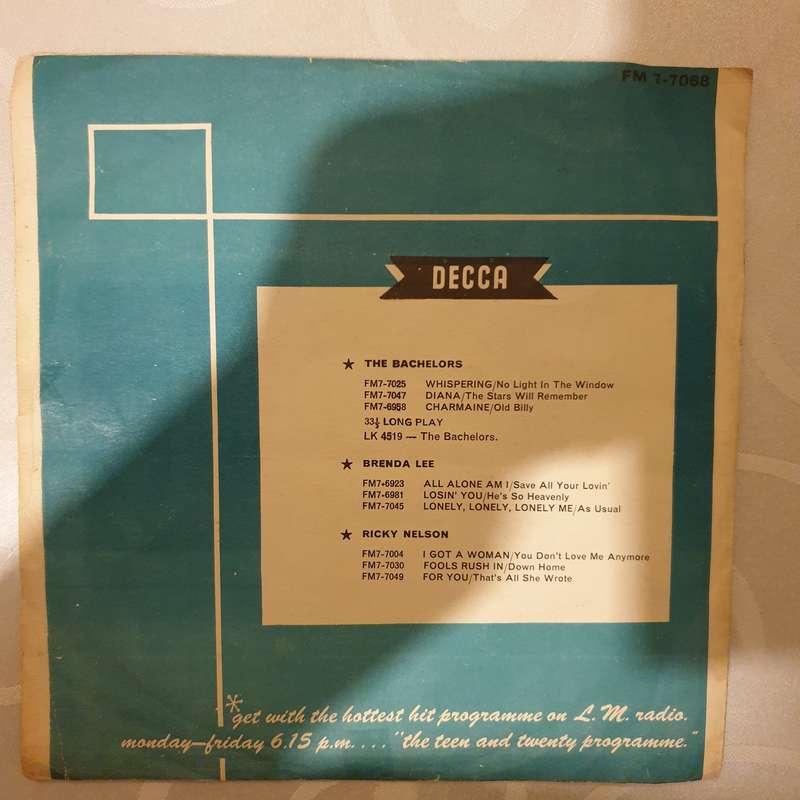 FM 7-7068
DECCA
★ THE BACHELORS
FM7-7025 WHISPERING/No Light In The Window
FM7-7047 DIANA/The Stars Will Remember
FM7-6958 CHARMAINE/Old Billy
33⅓ LONG PLAY
LK 4519 — The Bachelors.
★ BRENDA LEE
FM7-6923 ALL ALONE AM I/Save All Your Lovin'
FM7-6981 LOSIN' YOU/He's So Heavenly
FM7-7045 LONELY, LONELY, LONELY ME/As Usual
★ RICKY NELSON
FM7-7004 I GOT A WOMAN/You Don't Love Me Anymore
FM7-7030 FOOLS RUSH IN/Down Home
FM7-7049 FOR YOU/That's All She Wrote
*get with the hottest hit programme on L. M. radio.
monday—friday 6.15 p.m. . . . "the teen and twenty programme."